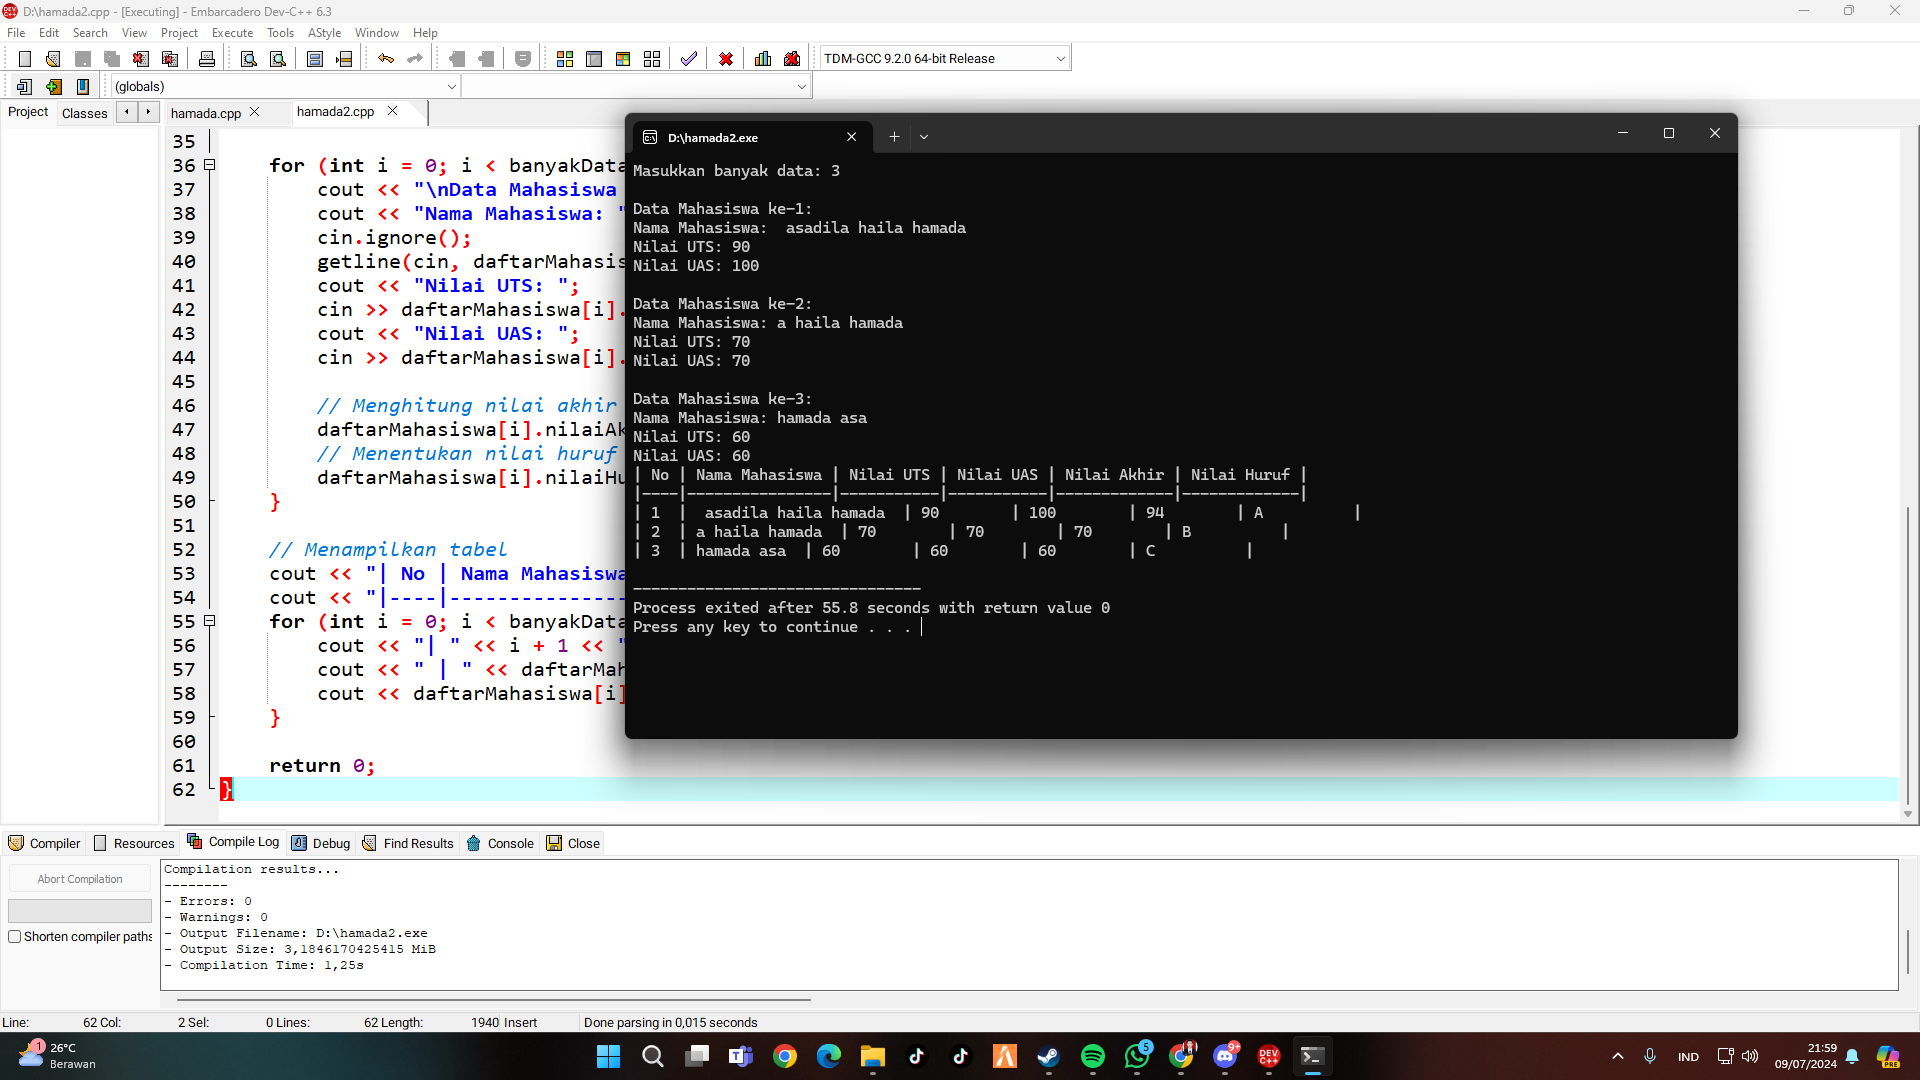 D:\hamada2.cpp - [Executing] - Embarcadero Dev-C++ 6.3
File Edit Search View Project Execute Tools AStyle Window Help
TDM-GCC 9.2.0 64-bit Release
(globals)
Project Classes hamada.cpp hamada2.cpp
35
36 for (int i = 0; i < banyakData
37 cout << "\nData Mahasiswa
38 cout << "Nama Mahasiswa: "
39 cin.ignore();
40 getline(cin, daftarMahasis
41 cout << "Nilai UTS: ";
42 cin >> daftarMahasiswa[i].
43 cout << "Nilai UAS: ";
44 cin >> daftarMahasiswa[i].
45
46 // Menghitung nilai akhir
47 daftarMahasiswa[i].nilaiAk
48 // Menentukan nilai huruf
49 daftarMahasiswa[i].nilaiHu
50 }
51
52 // Menampilkan tabel
53 cout << "| No | Nama Mahasiswa
54 cout << "|----|----------------
55 for (int i = 0; i < banyakData
56 cout << "| " << i + 1 << "
57 cout << " | " << daftarMah
58 cout << daftarMahasiswa[i]
59 }
60
61 return 0;
62 }
D:\hamada2.exe
Masukkan banyak data: 3
Data Mahasiswa ke-1:
Nama Mahasiswa:  asadila haila hamada
Nilai UTS: 90
Nilai UAS: 100
Data Mahasiswa ke-2:
Nama Mahasiswa: a haila hamada
Nilai UTS: 70
Nilai UAS: 70
Data Mahasiswa ke-3:
Nama Mahasiswa: hamada asa
Nilai UTS: 60
Nilai UAS: 60
| No | Nama Mahasiswa | Nilai UTS | Nilai UAS | Nilai Akhir | Nilai Huruf |
|----|----------------|-----------|-----------|-------------|-------------|
| 1  |  asadila haila hamada  | 90        | 100        | 94        | A          |
| 2  | a haila hamada  | 70        | 70        | 70        | B          |
| 3  | hamada asa  | 60        | 60        | 60        | C          |
--------------------------------
Process exited after 55.8 seconds with return value 0
Press any key to continue . . .
Compiler Resources Compile Log Debug Find Results Console Close
Abort Compilation
Shorten compiler paths
Compilation results...
--------
- Errors: 0
- Warnings: 0
- Output Filename: D:\hamada2.exe
- Output Size: 3,1846170425415 MiB
- Compilation Time: 1,25s
Line: 62 Col: 2 Sel: 0 Lines: 62 Length: 1940 Insert Done parsing in 0,015 seconds
1
26°C
Berawan
5
9+
DEV C++
IND
21:59
09/07/2024
PRE